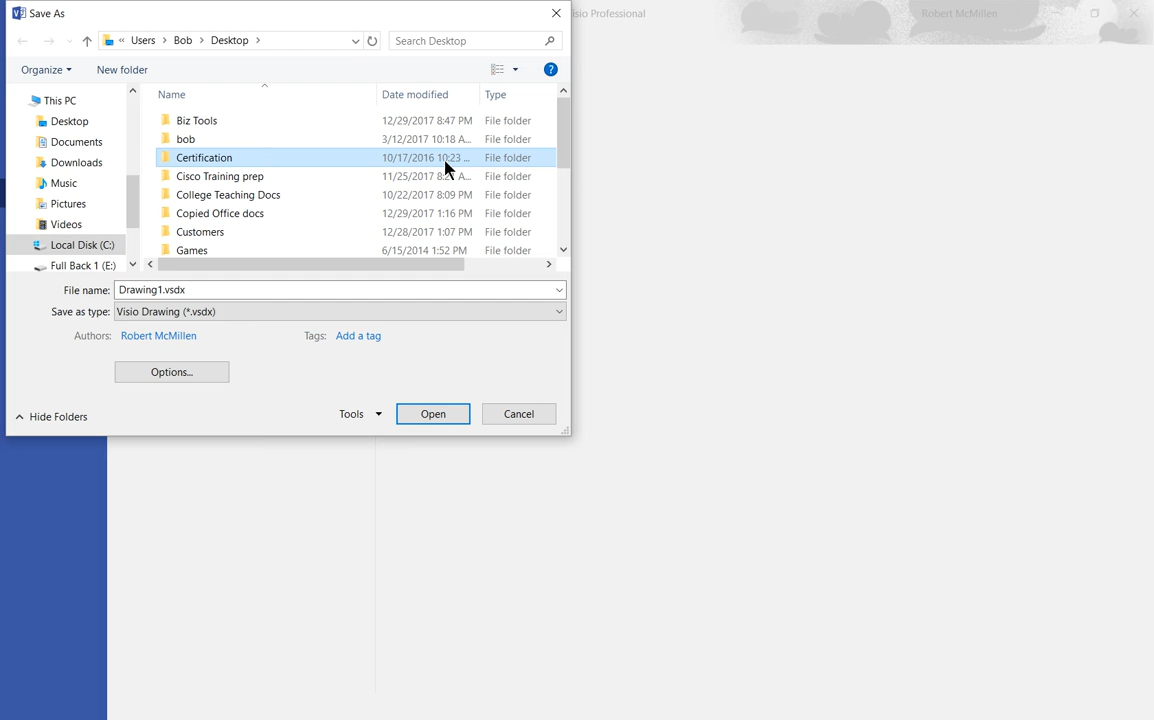 Save As
isio Professional
Robert McMillen
« Users > Bob > Desktop >
Search Desktop
Organize
New folder
Name
Date modified
Type
This PC
Desktop
Documents
Downloads
Music
Pictures
Videos
Local Disk (C:)
Full Back 1 (E:)
Biz Tools 12/29/2017 8:47 PM File folder
bob 3/12/2017 10:18 A... File folder
Certification 10/17/2016 10:23 ... File folder
Cisco Training prep 11/25/2017 A... File folder
College Teaching Docs 10/22/2017 8:09 PM File folder
Copied Office docs 12/29/2017 1:16 PM File folder
Customers 12/28/2017 1:07 PM File folder
Games 6/15/2014 1:52 PM File folder
File name: Drawing1.vsdx
Save as type: Visio Drawing (*.vsdx)
Authors: Robert McMillen
Tags: Add a tag
Options...
Hide Folders
Tools
Open
Cancel